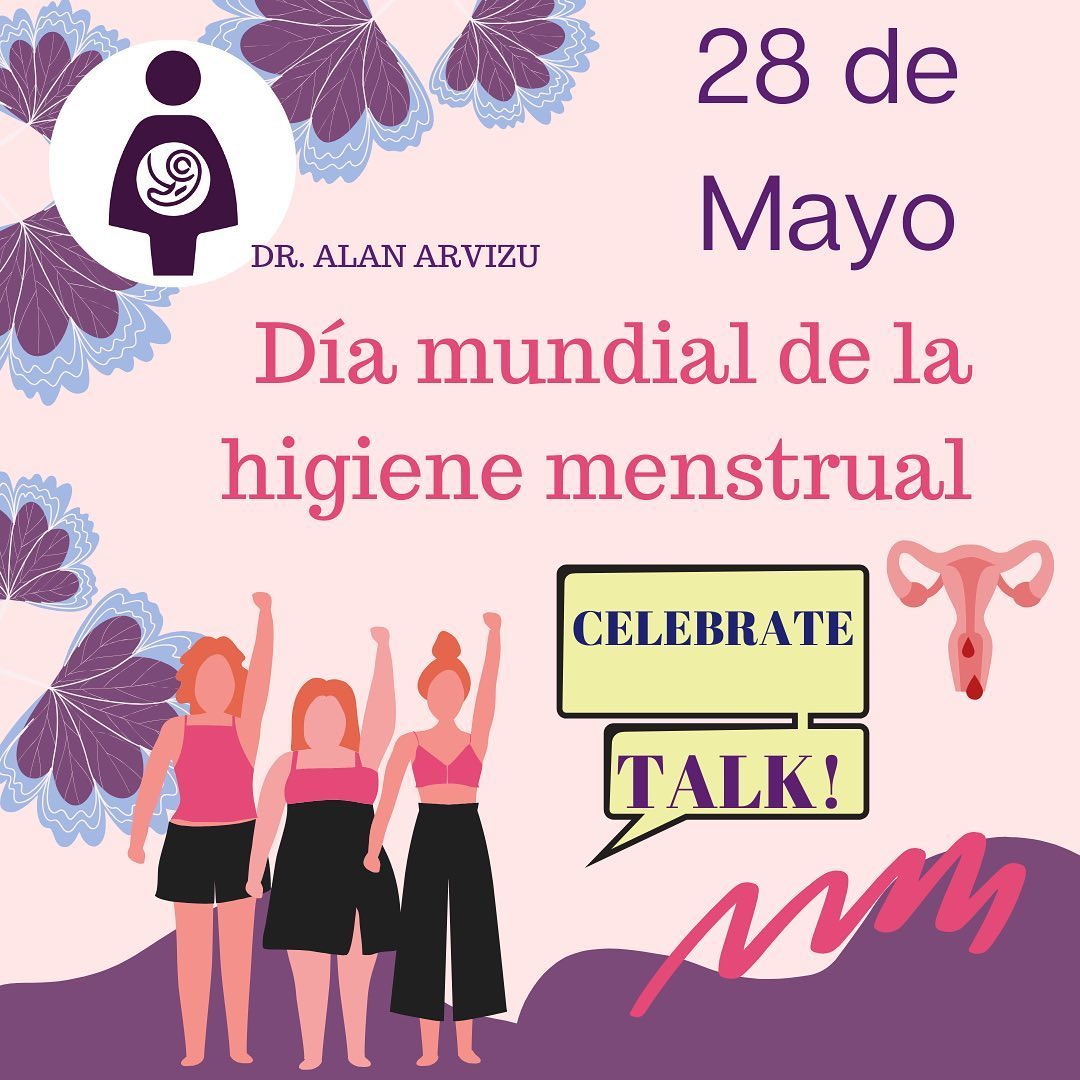 28 de
Mayo
DR. ALAN ARVIZU
Día mundial de la
higiene menstrual
CELEBRATE
TALK!